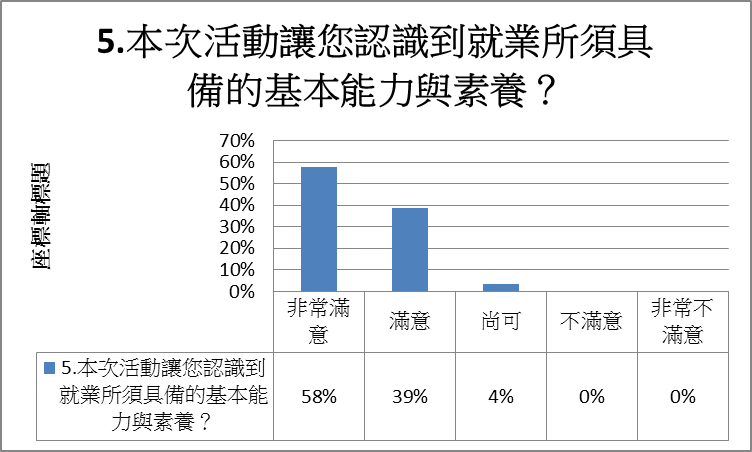 5.本次活動讓您認識到就業所須具
備的基本能力與素養？
座標軸標題
70%
60%
50%
40%
30%
20%
10%
0%
非常滿
意
滿意
尚可
不滿意
非常不
滿意
5.本次活動讓您認識到
就業所須具備的基本能
力與素養？
58%
39%
4%
0%
0%